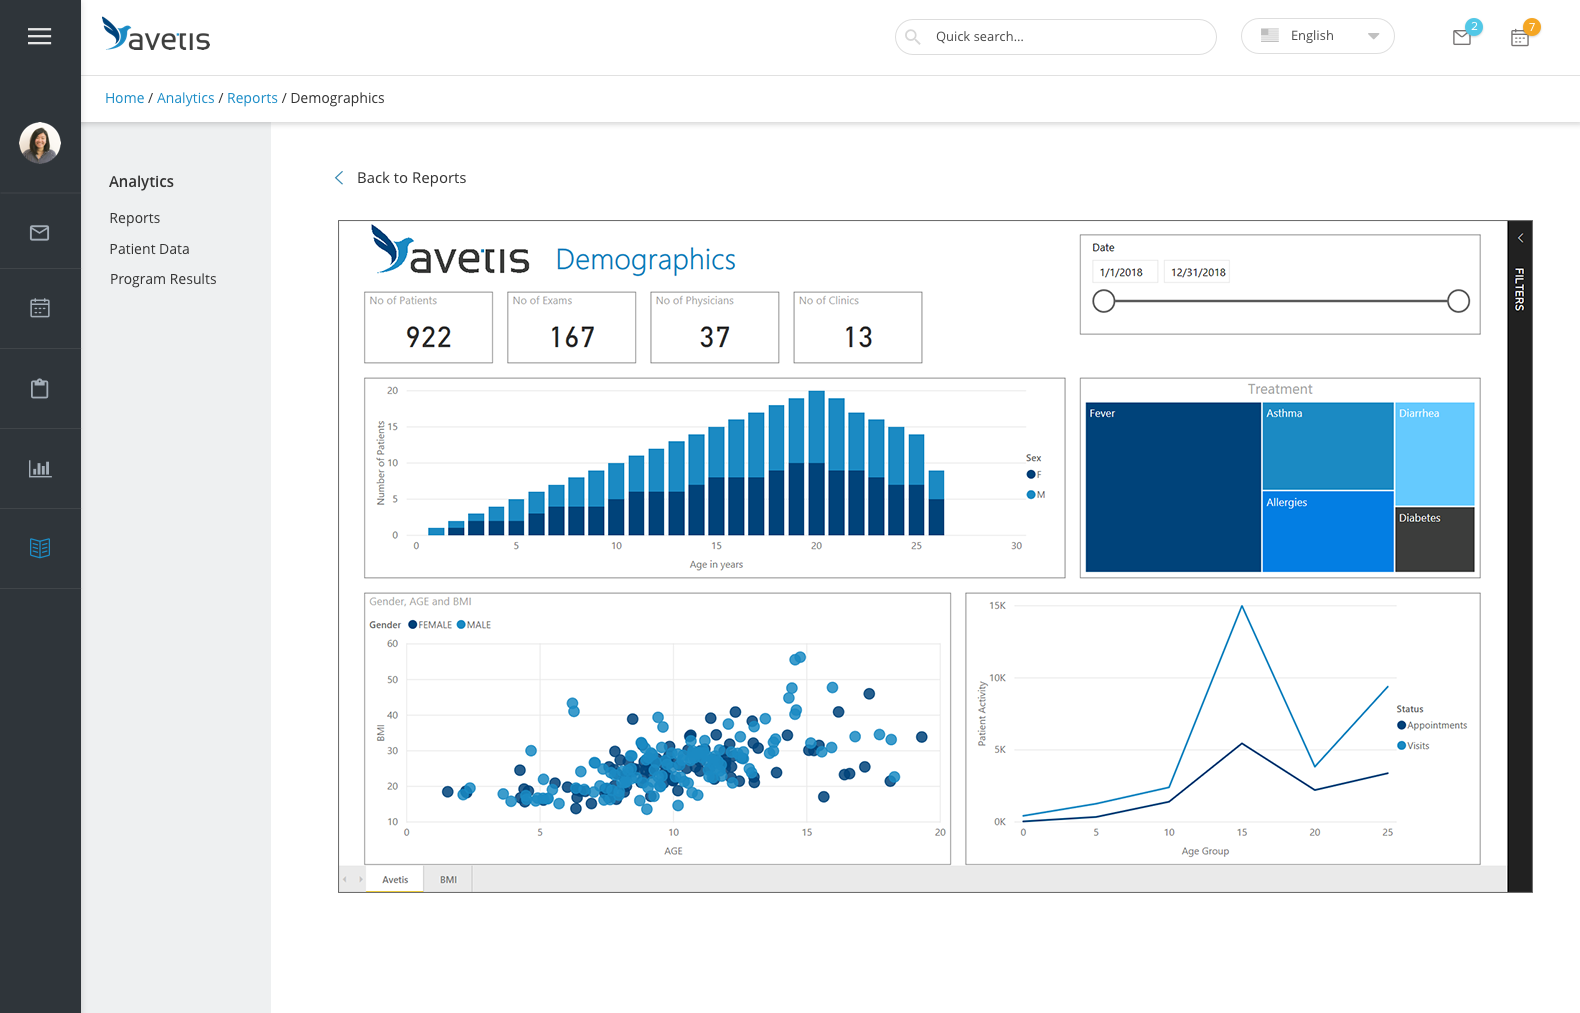 avetis
Quick search...
English
2
7
Home / Analytics / Reports / Demographics
Analytics
Reports
Patient Data
Program Results
Back to Reports
avetis
Demographics
Date
1/1/2018
12/31/2018
FILTERS
No of Patients
922
No of Exams
167
No of Physicians
37
No of Clinics
13
20
15
10
5
0
Number of Patients
0
5
10
15
20
25
30
Age in years
Sex
F
M
Treatment
Fever
Asthma
Allergies
Diarrhea
Diabetes
Gender, AGE and BMI
Gender FEMALE MALE
60
50
40
30
20
10
BMI
0
5
10
15
20
AGE
15K
10K
5K
0K
Patient Activity
0
5
10
15
20
25
Age Group
Status
Appointments
Visits
Avetis
BMI